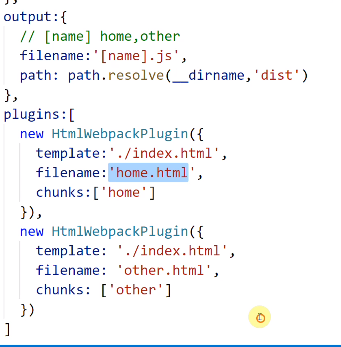 output:{
// [name] home,other
filename:'[name].js',
path: path.resolve(__dirname,'dist')
},
plugins:[
new HtmlWebpackPlugin({
template:'./index.html',
filename:'home.html',
chunks:['home']
}),
new HtmlWebpackPlugin({
template: './index.html',
filename: 'other.html',
chunks: ['other']
})
]